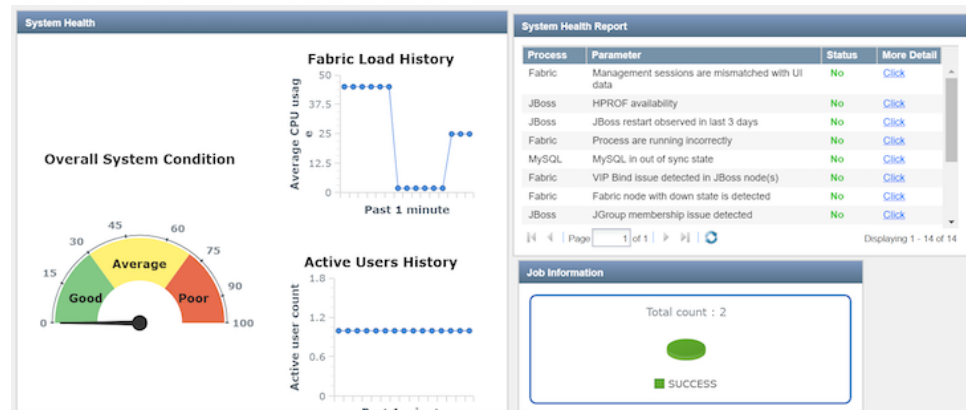 System Health
Overall System Condition
0
15
30
45
60
75
90
100
Good
Average
Poor
Fabric Load History
Average CPU usag
e
50
37.5
25
12.5
0
Past 1 minute
Active Users History
Active user count
1.8
1.2
0.6
0
System Health Report
Process Parameter Status More Detail
Fabric Management sessions are mismatched with UI data No Click
JBoss HPROF availability No Click
JBoss JBoss restart observed in last 3 days No Click
Fabric Process are running incorrectly No Click
MySQL MySQL in out of sync state No Click
Fabric VIP Bind issue detected in JBoss node(s) No Click
Fabric Fabric node with down state is detected No Click
JBoss JGroup membership issue detected No Click
Page 1 of 1 Displaying 1 - 14 of 14
Job Information
Total count : 2
SUCCESS